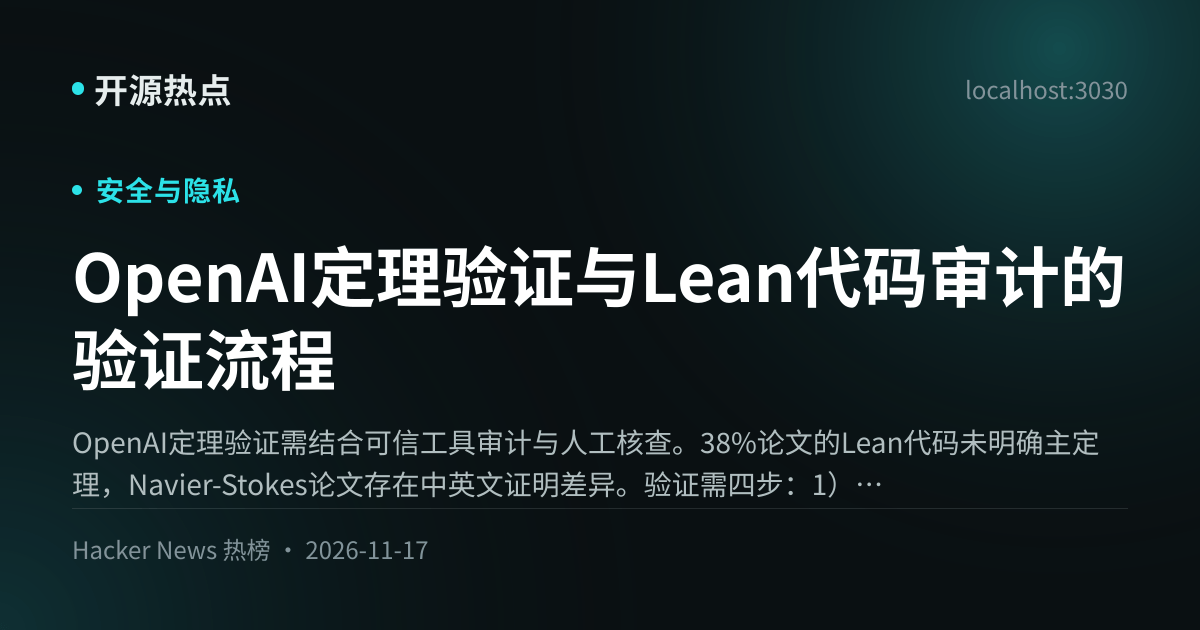 开源热点
localhost:3030
安全与隐私
OpenAI定理验证与Lean代码审计的
验证流程
OpenAI定理验证需结合可信工具审计与人工核查。38%论文的Lean代码未明确主定
理，Navier-Stokes论文存在中英文证明差异。验证需四步：1）…
Hacker News 热榜 · 2026-11-17